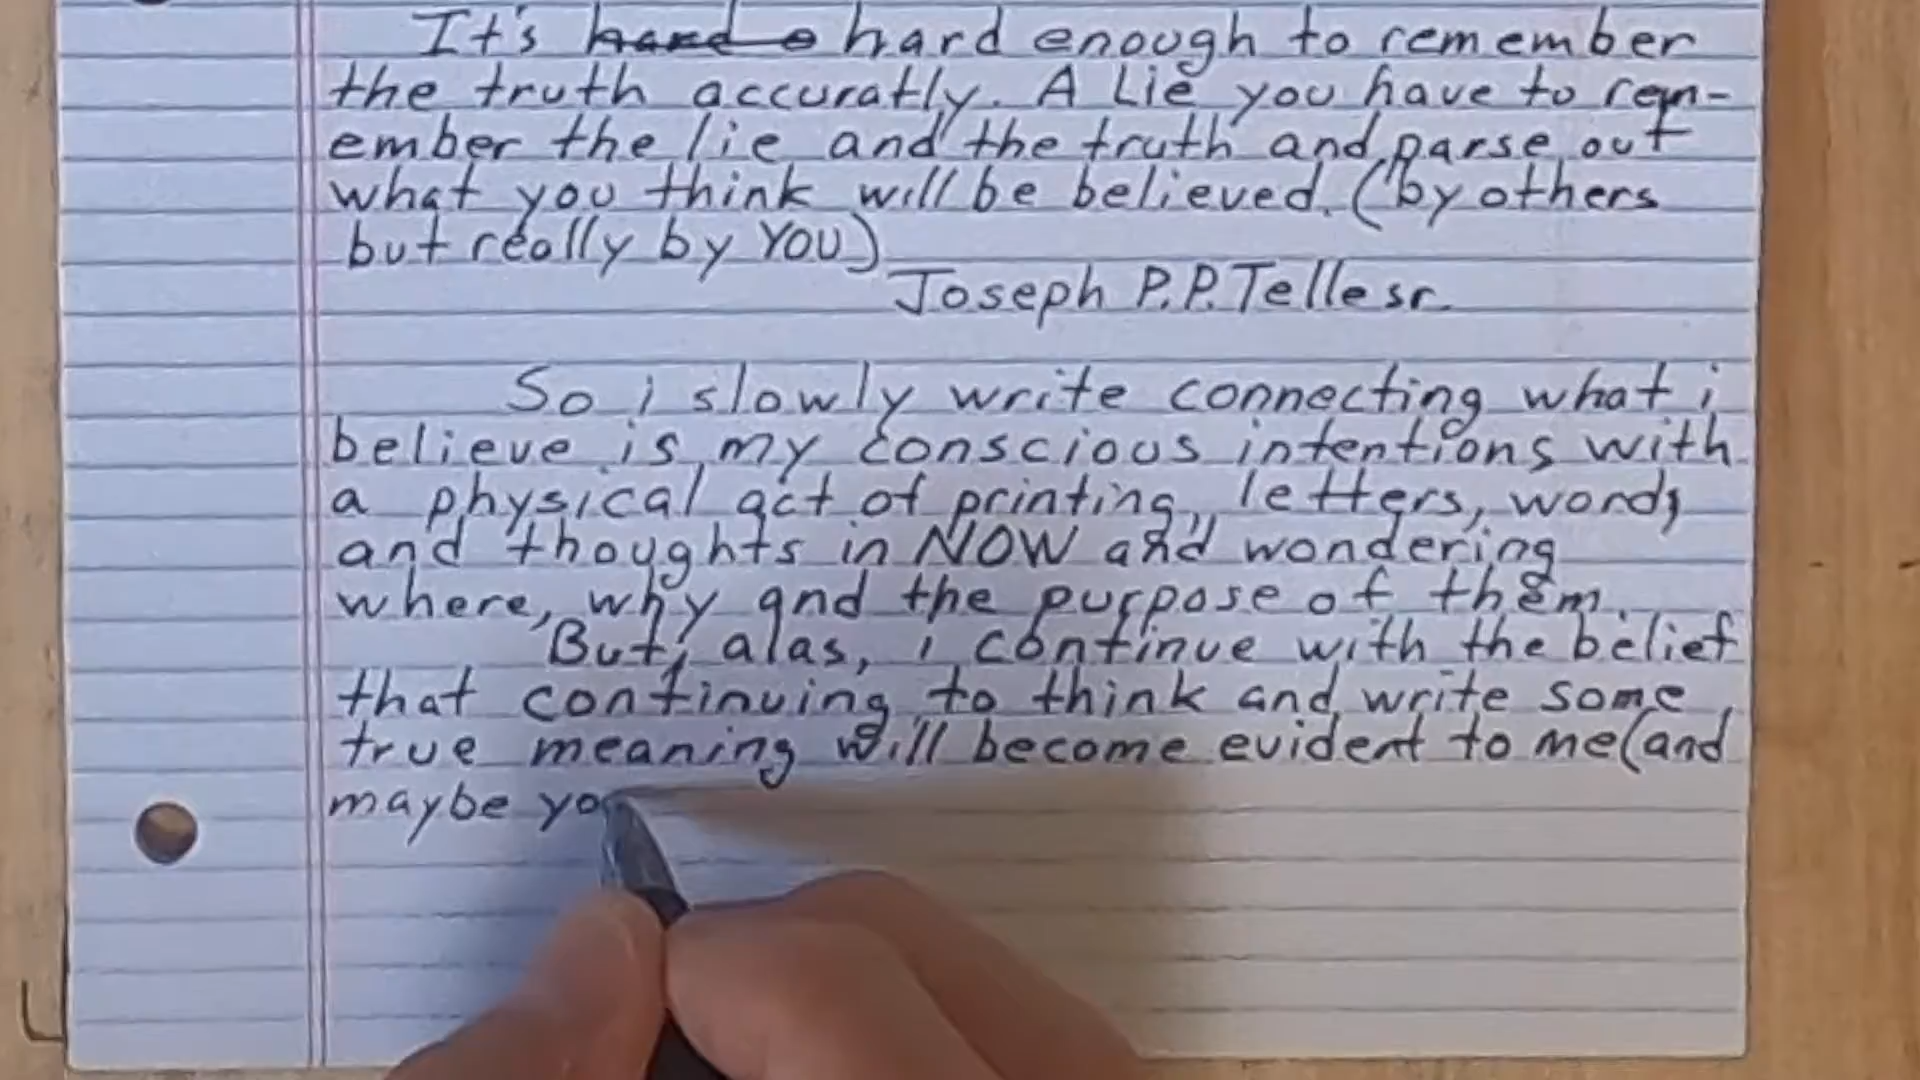 It's hard o hard enough to remember
the truth accuratly. A Lie you have to rem-
ember the lie and the truth and parse out
what you think will be believed. (by others
but really by YOU)
Joseph P.P. Telle sr.
So i slowly write connecting what i
believe is my conscious intentions with
a physical act of printing, letters, words
and thoughts in NOW and wondering
where, why and the purpose of them.
But, alas, i continue with the belief
that continuing to think and write some
true meaning will become evident to me (and
maybe yo